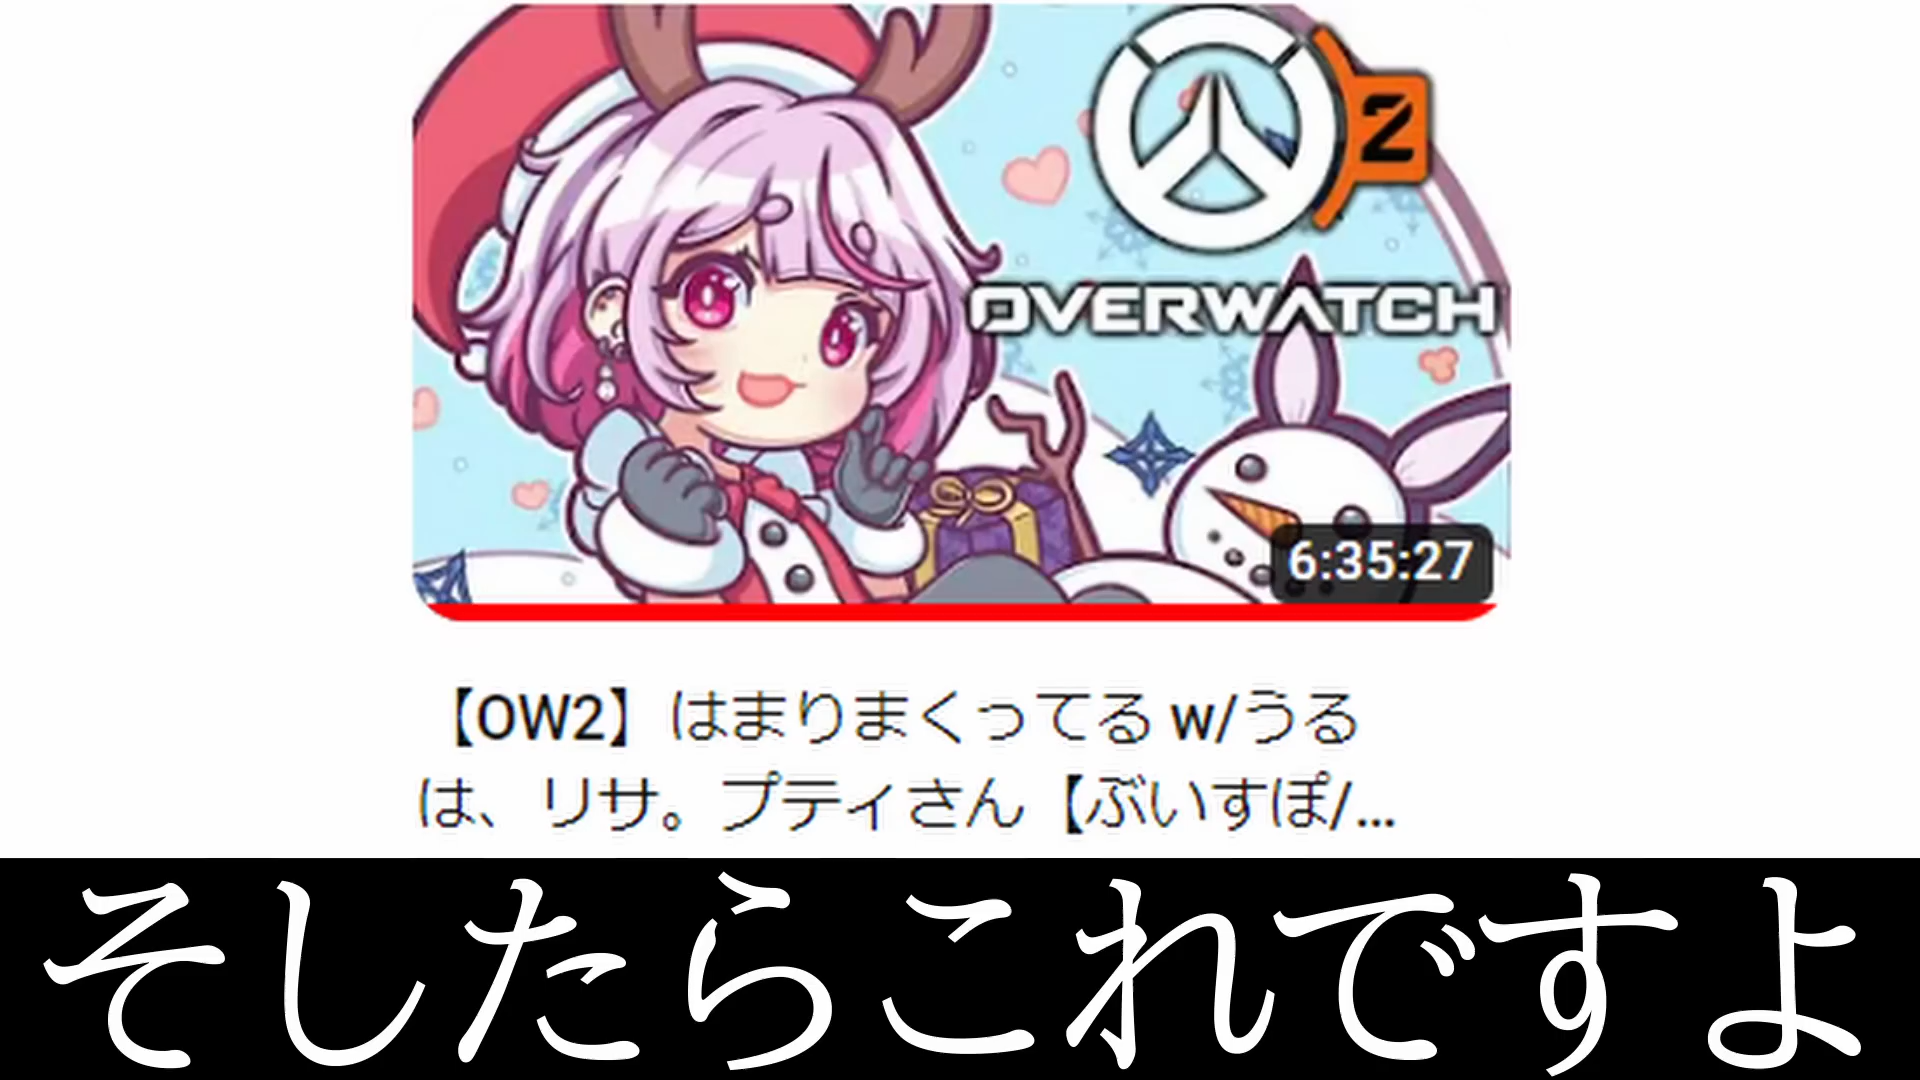 2
OVERWATCH
6:35:27
【OW2】はまりまくってる w/うる
は、リサ。プティさん【ぶいすぽ/...
そしたらこれですよ